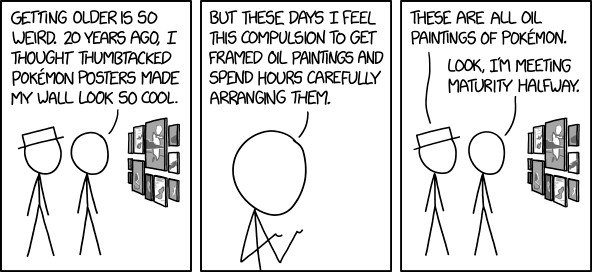 GETTING OLDER IS SO
WEIRD. 20 YEARS AGO, I
THOUGHT THUMBTACKED
POKÉMON POSTERS MADE
MY WALL LOOK SO COOL.
BUT THESE DAYS I FEEL
THIS COMPULSION TO GET
FRAMED OIL PAINTINGS AND
SPEND HOURS CAREFULLY
ARRANGING THEM.
THESE ARE ALL OIL
PAINTINGS OF POKÉMON.
LOOK, I'M MEETING
MATURITY HALFWAY.